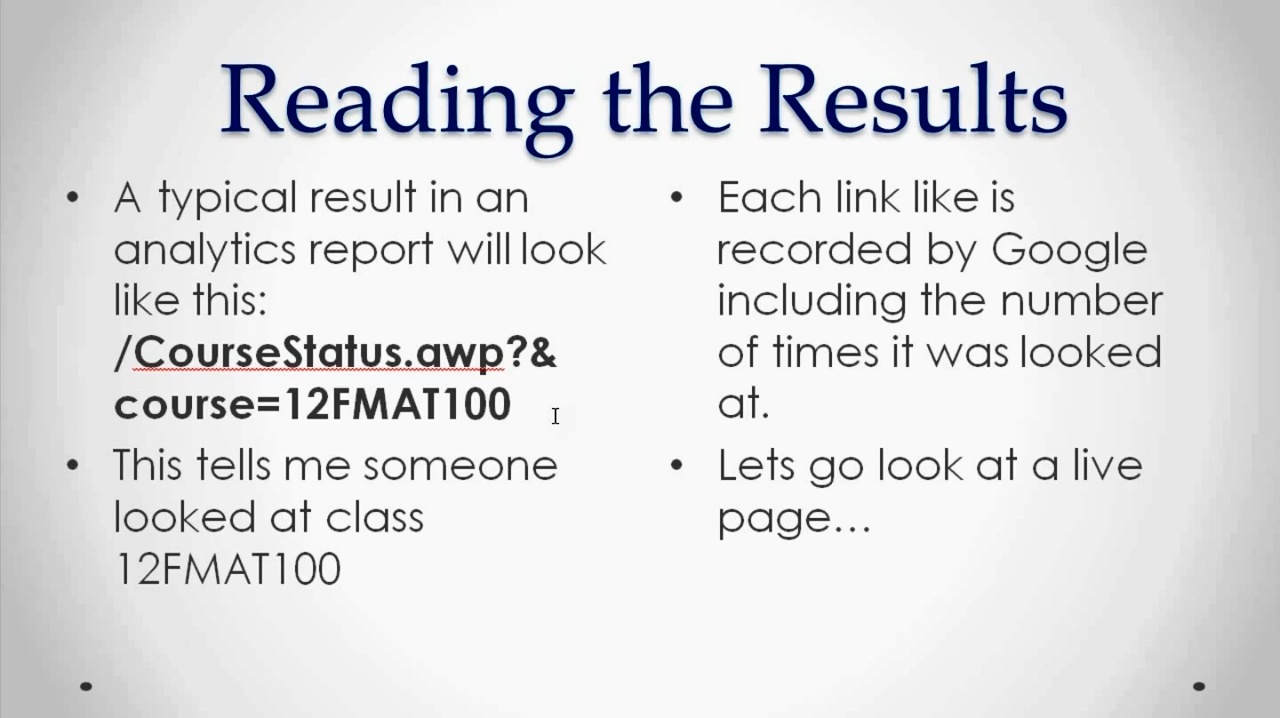 Reading the Results
• A typical result in an
analytics report will look
like this:
/CourseStatus.awp?&
course=12FMAT100
• This tells me someone
looked at class
12FMAT100
• Each link like is
recorded by Google
including the number
of times it was looked
at.
• Lets go look at a live
page…